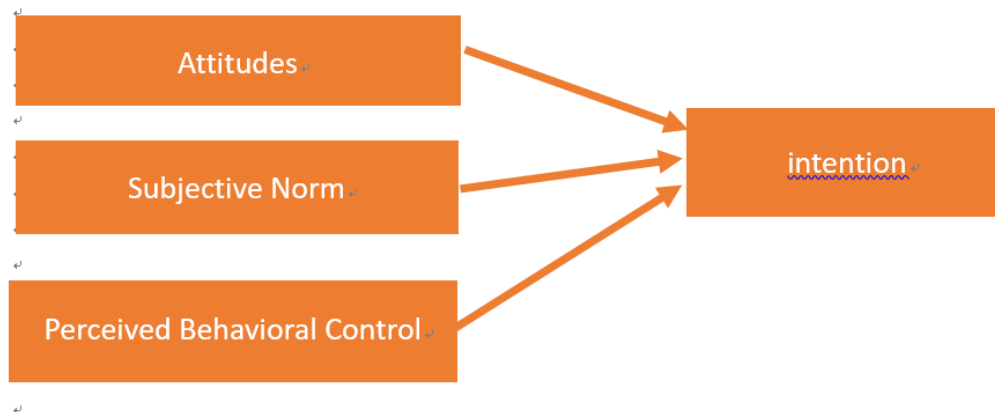 Attitudes
Subjective Norm
intention
Perceived Behavioral Control